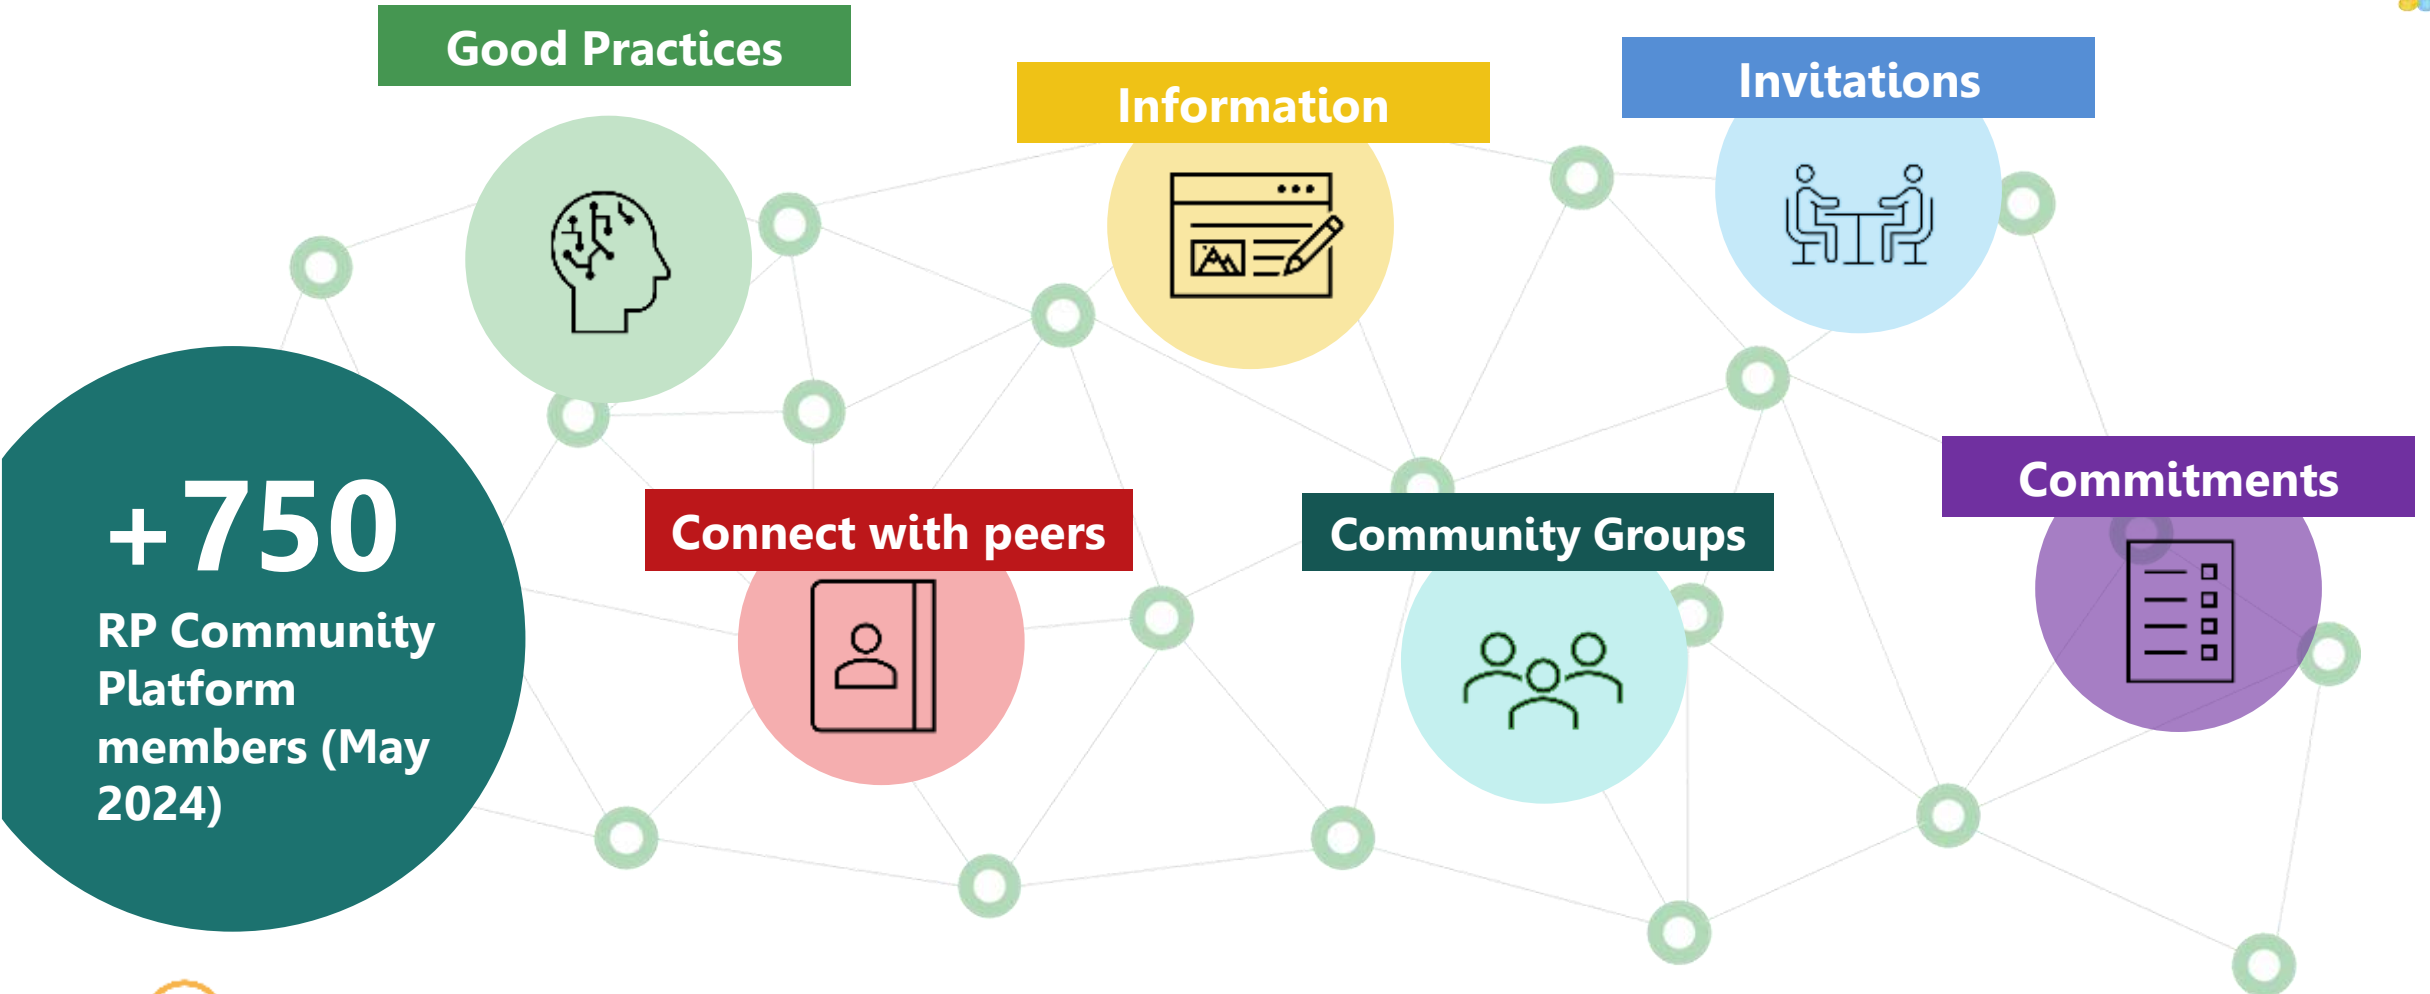 Good Practices
Information
Invitations
+750
RP Community
Platform
members (May
2024)
Connect with peers
Community Groups
Commitments